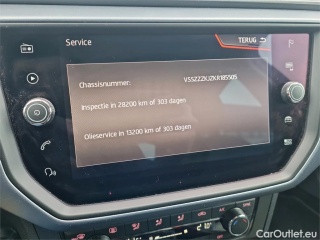 Service
TERUG
Chassisnummer: VSSZZZKJZKR185505
Inspectie in 28200 km of 303 dagen
Olieservice in 13200 km of 303 dagen
CarOutlet.eu